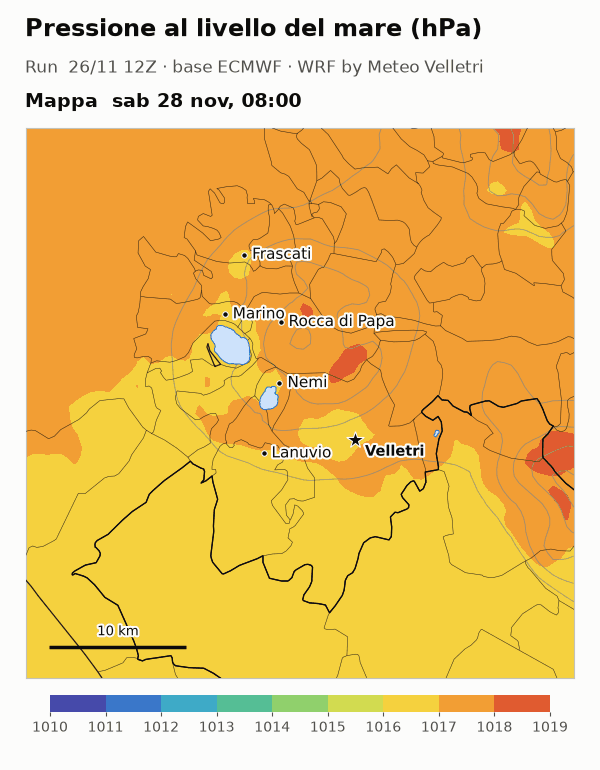 Pressione al livello del mare (hPa)
Run  26/11 12Z · base ECMWF · WRF by Meteo Velletri
Mappa  sab 28 nov, 08:00
Frascati
Marino
Rocca di Papa
Nemi
Velletri
Lanuvio
10 km
1010 1011 1012 1013 1014 1015 1016 1017 1018 1019